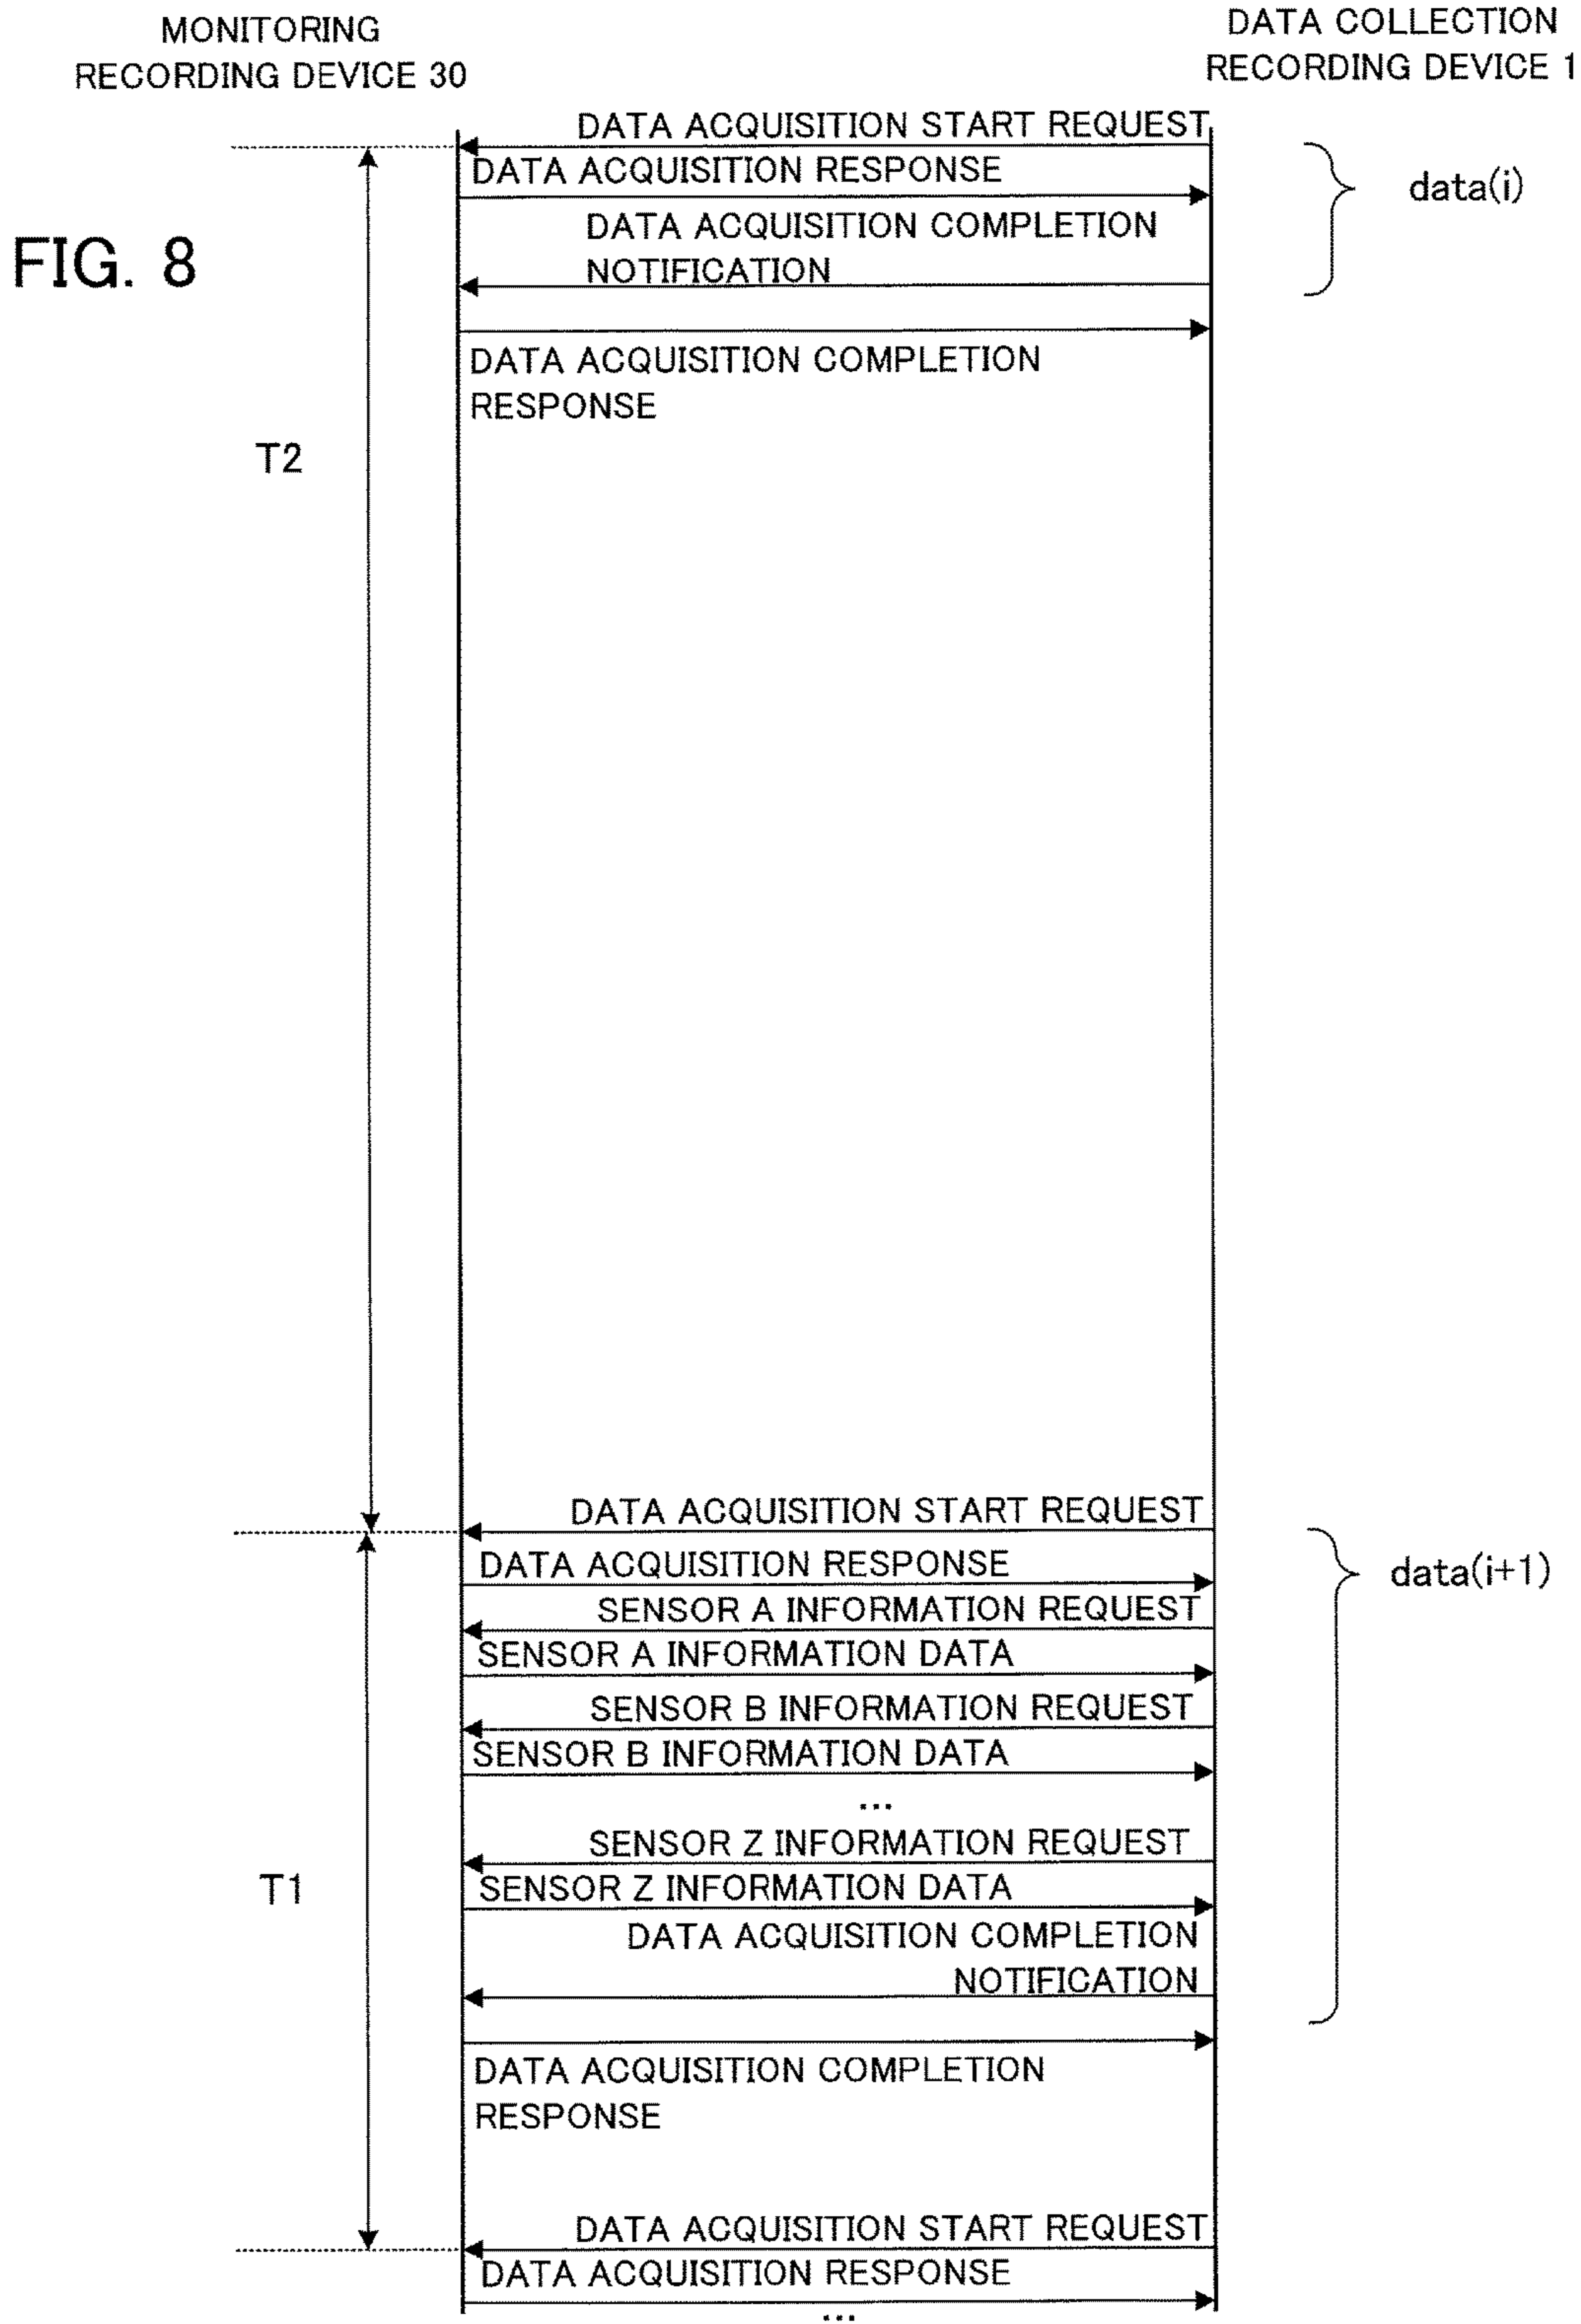 MONITORING
RECORDING DEVICE 30
DATA COLLECTION
RECORDING DEVICE 1
DATA ACQUISITION START REQUEST
DATA ACQUISITION RESPONSE
data(i)
DATA ACQUISITION COMPLETION
NOTIFICATION
FIG. 8
DATA ACQUISITION COMPLETION
RESPONSE
T2
DATA ACQUISITION START REQUEST
DATA ACQUISITION RESPONSE
data(i+1)
SENSOR A INFORMATION REQUEST
SENSOR A INFORMATION DATA
SENSOR B INFORMATION REQUEST
SENSOR B INFORMATION DATA
...
SENSOR Z INFORMATION REQUEST
SENSOR Z INFORMATION DATA
T1
DATA ACQUISITION COMPLETION
NOTIFICATION
DATA ACQUISITION COMPLETION
RESPONSE
DATA ACQUISITION START REQUEST
DATA ACQUISITION RESPONSE
...